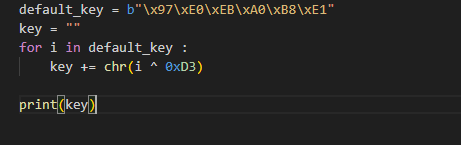 default_key = b"\x97\xE0\xEB\xA0\xB8\xE1"
key = ""
for i in default_key :
    key += chr(i ^ 0xD3)
print(key)